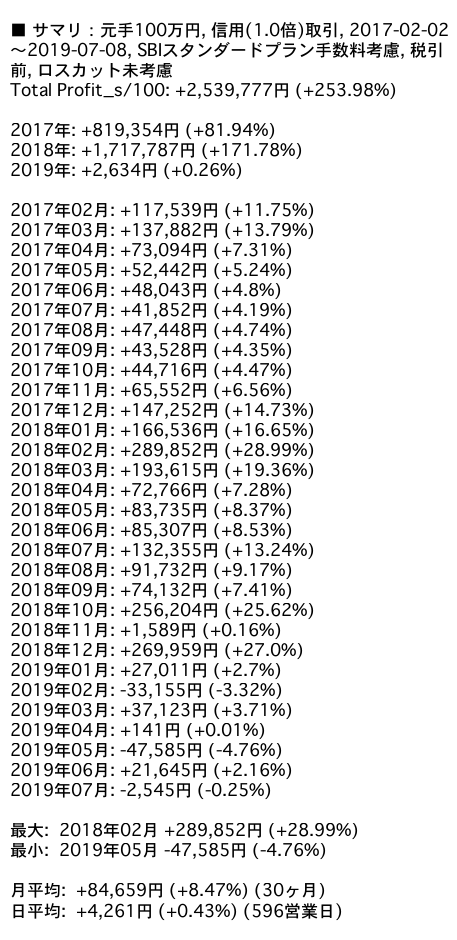 ■ サマリ：元手100万円, 信用(1.0倍)取引, 2017-02-02
～2019-07-08, SBIスタンダードプラン手数料考慮, 税引
前, ロスカット未考慮
Total Profit_s/100: +2,539,777円 (+253.98%)
2017年: +819,354円 (+81.94%)
2018年: +1,717,787円 (+171.78%)
2019年: +2,634円 (+0.26%)
2017年02月: +117,539円 (+11.75%)
2017年03月: +137,882円 (+13.79%)
2017年04月: +73,094円 (+7.31%)
2017年05月: +52,442円 (+5.24%)
2017年06月: +48,043円 (+4.8%)
2017年07月: +41,852円 (+4.19%)
2017年08月: +47,448円 (+4.74%)
2017年09月: +43,528円 (+4.35%)
2017年10月: +44,716円 (+4.47%)
2017年11月: +65,552円 (+6.56%)
2017年12月: +147,252円 (+14.73%)
2018年01月: +166,536円 (+16.65%)
2018年02月: +289,852円 (+28.99%)
2018年03月: +193,615円 (+19.36%)
2018年04月: +72,766円 (+7.28%)
2018年05月: +83,735円 (+8.37%)
2018年06月: +85,307円 (+8.53%)
2018年07月: +132,355円 (+13.24%)
2018年08月: +91,732円 (+9.17%)
2018年09月: +74,132円 (+7.41%)
2018年10月: +256,204円 (+25.62%)
2018年11月: +1,589円 (+0.16%)
2018年12月: +269,959円 (+27.0%)
2019年01月: +27,011円 (+2.7%)
2019年02月: -33,155円 (-3.32%)
2019年03月: +37,123円 (+3.71%)
2019年04月: +141円 (+0.01%)
2019年05月: -47,585円 (-4.76%)
2019年06月: +21,645円 (+2.16%)
2019年07月: -2,545円 (-0.25%)
最大: 2018年02月 +289,852円 (+28.99%)
最小: 2019年05月 -47,585円 (-4.76%)
月平均: +84,659円 (+8.47%) (30ヶ月)
日平均: +4,261円 (+0.43%) (596営業日)